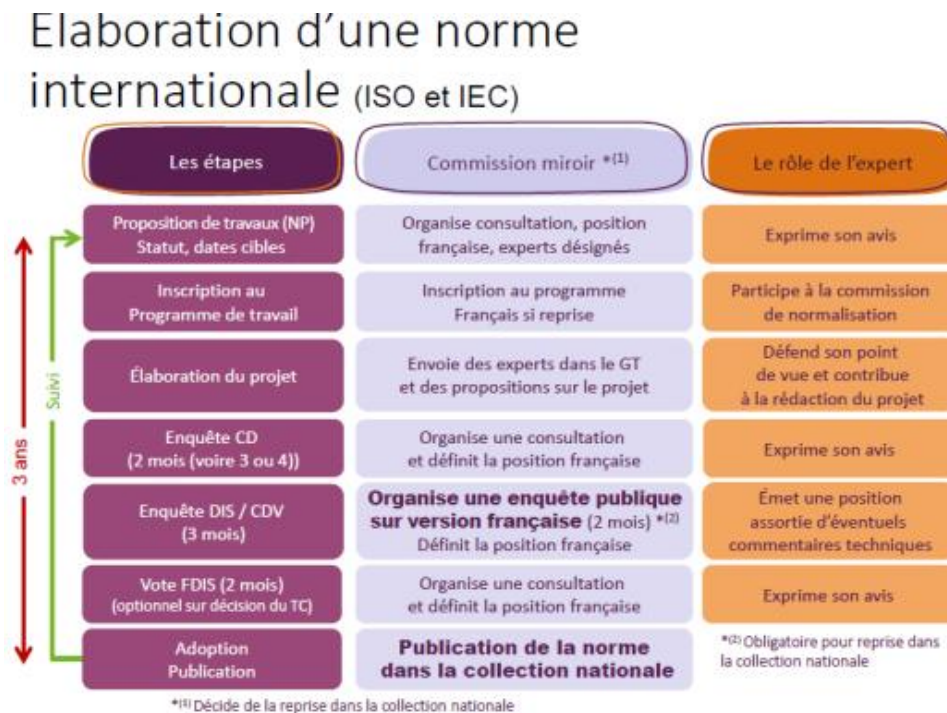 Élaboration d'une norme
internationale (ISO et IEC)
Les étapes
Commission miroir *(1)
Le rôle de l'expert
Proposition de travaux (NP)
Statut, dates cibles
Organise consultation, position
française, experts désignés
Exprime son avis
Inscription au
Programme de travail
Inscription au programme
Français si reprise
Participe à la commission
de normalisation
Élaboration du projet
Envoie des experts dans le GT
et des propositions sur le projet
Défend son point
de vue et contribue
à la rédaction du projet
Enquête CD
(2 mois (voire 3 ou 4))
Organise une consultation
et définit la position française
Exprime son avis
Enquête DIS / CDV
(3 mois)
Organise une enquête publique
sur version française (2 mois) *(2)
Définit la position française
Émet une position
assortie d'éventuels
commentaires techniques
Vote FDIS (2 mois)
(optionnel sur décision du TC)
Organise une consultation
et définit la position française
Exprime son avis
Adoption
Publication
Publication de la norme
dans la collection nationale
*(2) Obligatoire pour reprise dans
la collection nationale
*(1) Décide de la reprise dans la collection nationale
3 ans
Suivi